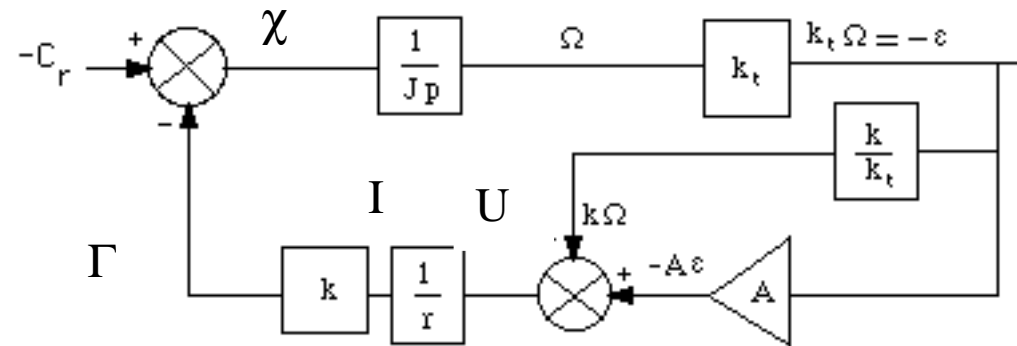 χ
+
-C_r
-
1
Jp
Ω
k_t
k_t Ω = -ε
k
k_t
I
U
kΩ
Γ
k
1
r
+
-Aε
A